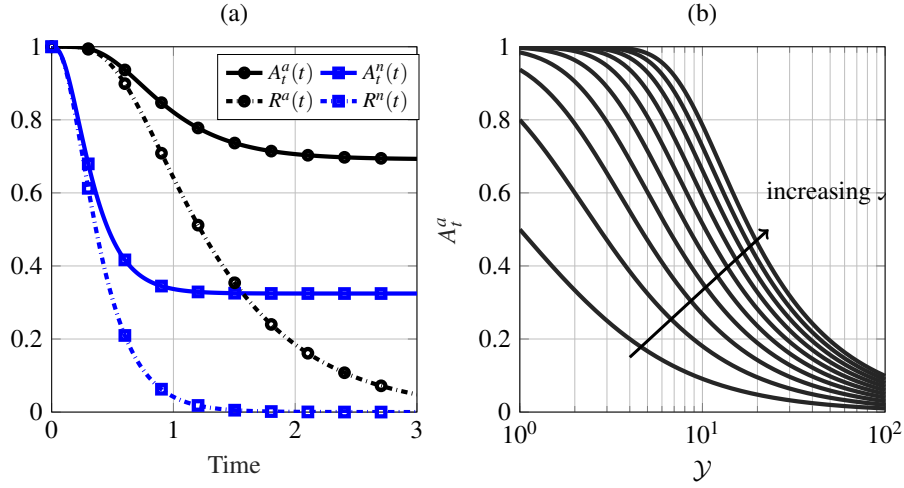 (a)
1
0.8
0.6
0.4
0.2
0
0
1
2
3
Time
A_t^a(t)
A_t^n(t)
R^a(t)
R^n(t)
(b)
1
0.8
0.6
0.4
0.2
0
10^0
10^1
10^2
A_t^a
𝒴
increasing